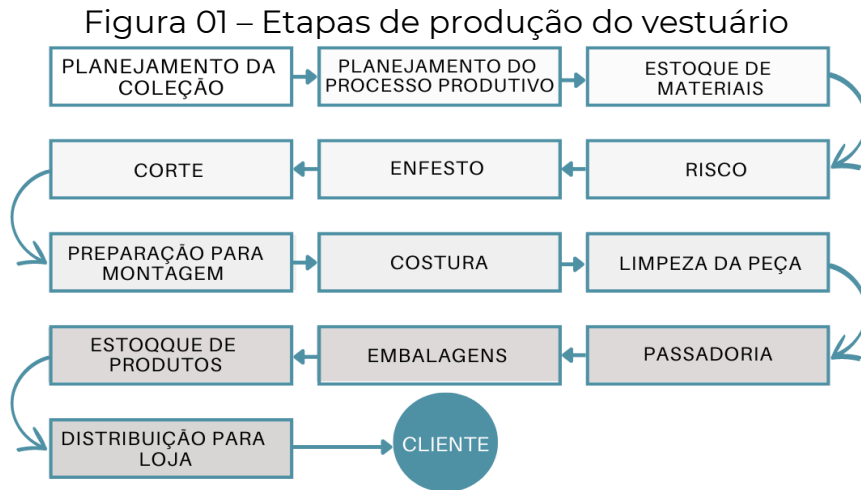 Figura 01 – Etapas de produção do vestuário
PLANEJAMENTO DA
COLEÇÃO
PLANEJAMENTO DO
PROCESSO PRODUTIVO
ESTOQUE DE
MATERIAIS
RISCO
ENFESTO
CORTE
PREPARAÇÃO PARA
MONTAGEM
COSTURA
LIMPEZA DA PEÇA
PASSADORIA
EMBALAGENS
ESTOQQUE DE
PRODUTOS
DISTRIBUIÇÃO PARA
LOJA
CLIENTE